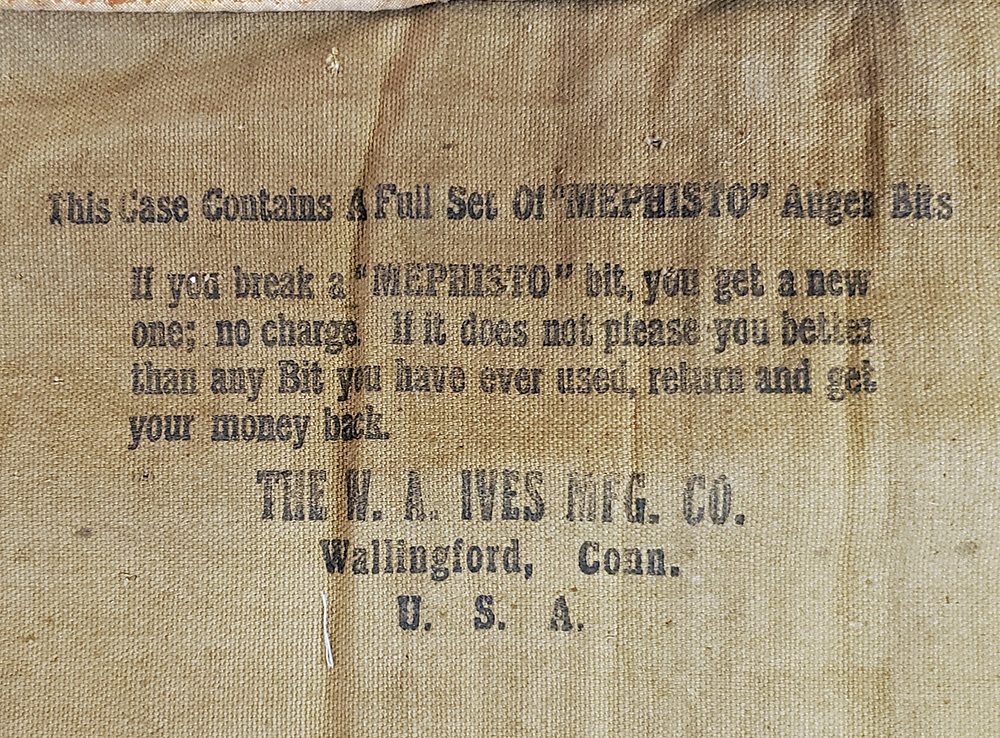 This Case Contains A Full Set Of "MEPHISTO" Auger Bits
If you break a "MEPHISTO" bit, you get a new
one; no charge. If it does not please you better
than any Bit you have ever used, return and get
your money back.
THE W. A. IVES MFG. CO.
Wallingford, Conn.
U. S. A.